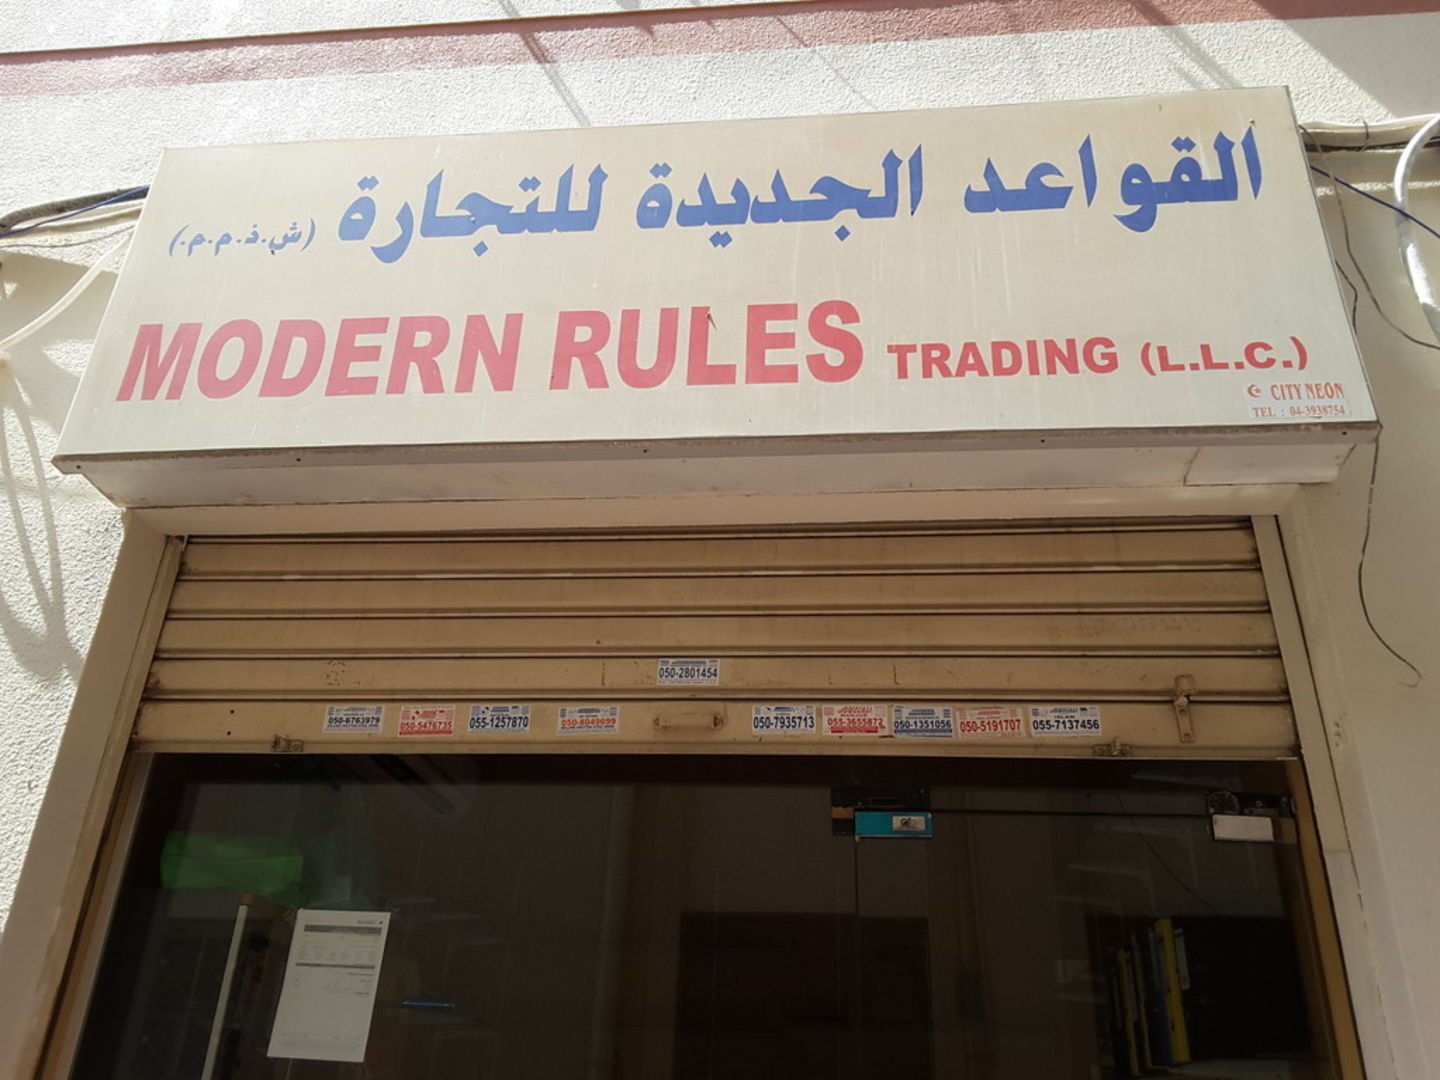 القواعد الجديدة للتجارة (ش.ذ.م.م.)
MODERN RULES TRADING (L.L.C.)
CITY NEON
TEL : 04-3938754
050-2801454
050-6763979 050-5476735 055-1257870 050-8049699 050-7935713 055-3655872 050-1351056 050-5191707 055-7137456